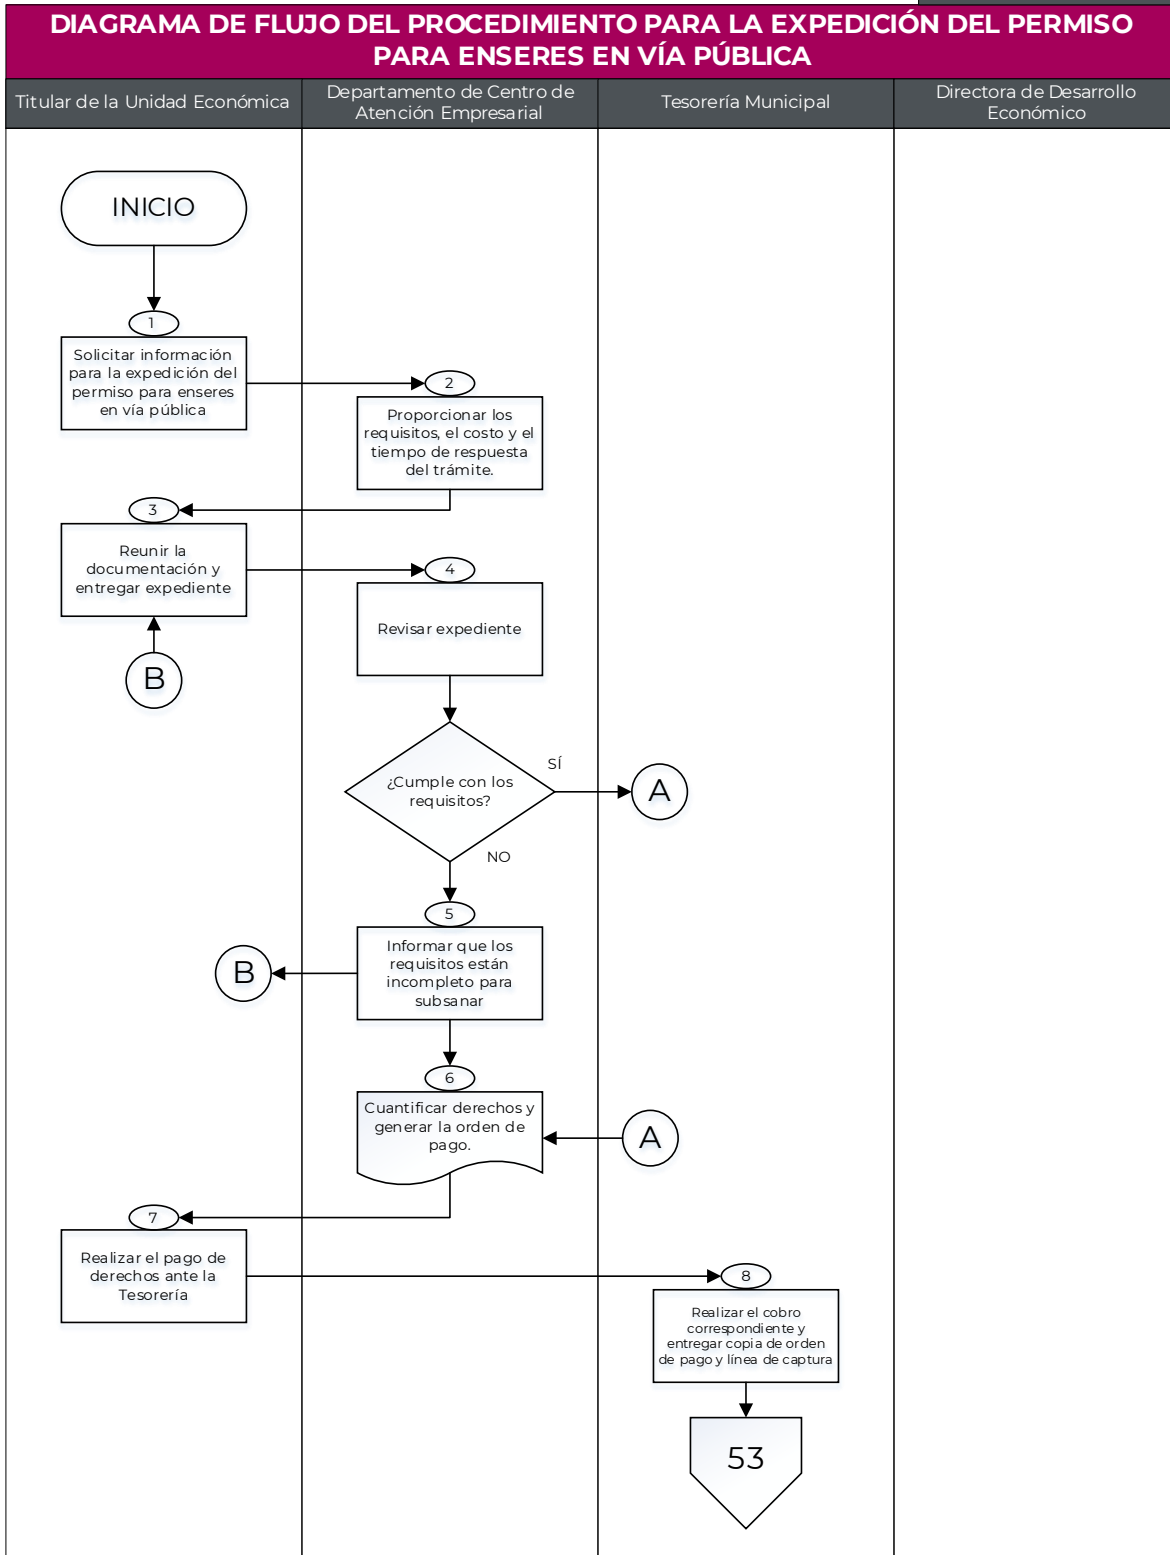 DIAGRAMA DE FLUJO DEL PROCEDIMIENTO PARA LA EXPEDICIÓN DEL PERMISO
PARA ENSERES EN VÍA PÚBLICA
Titular de la Unidad Económica
Departamento de Centro de
Atención Empresarial
Tesorería Municipal
Directora de Desarrollo
Económico
INICIO
1
Solicitar información
para la expedición del
permiso para enseres
en vía pública
2
Proporcionar los
requisitos, el costo y el
tiempo de respuesta
del trámite.
3
Reunir la
documentación y
entregar expediente
4
Revisar expediente
B
¿Cumple con los
requisitos?
SÍ
A
NO
5
Informar que los
requisitos están
incompleto para
subsanar
B
6
Cuantificar derechos y
generar la orden de
pago.
A
7
Realizar el pago de
derechos ante la
Tesorería
8
Realizar el cobro
correspondiente y
entregar copia de orden
de pago y línea de captura
53